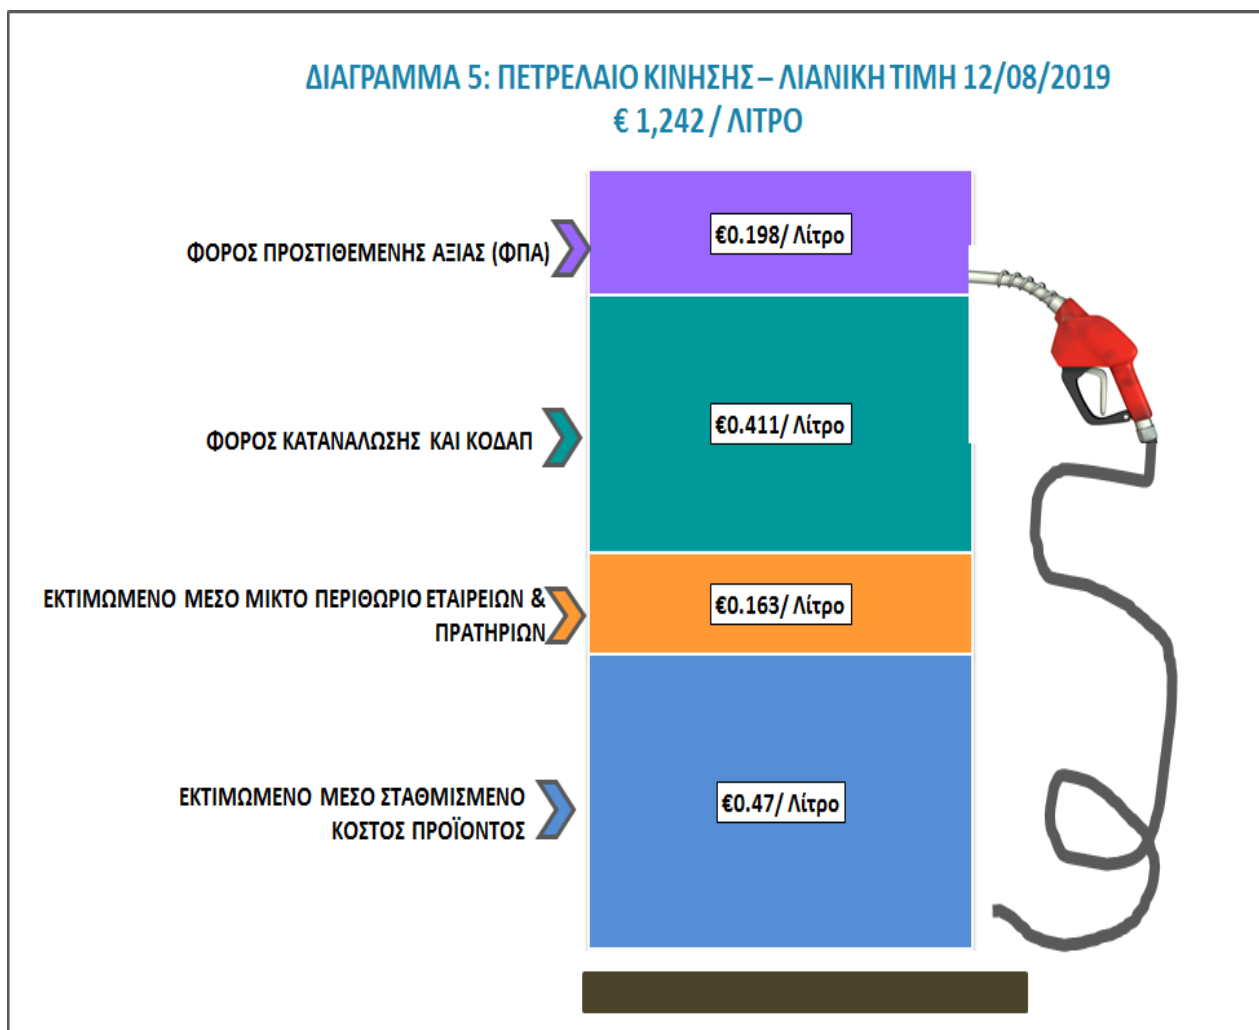 ΔΙΑΓΡΑΜΜΑ 5: ΠΕΤΡΕΛΑΙΟ ΚΙΝΗΣΗΣ – ΛΙΑΝΙΚΗ ΤΙΜΗ 12/08/2019
€ 1,242 / ΛΙΤΡΟ
ΦΟΡΟΣ ΠΡΟΣΤΙΘΕΜΕΝΗΣ ΑΞΙΑΣ (ΦΠΑ)
€0.198/ Λίτρο
ΦΟΡΟΣ ΚΑΤΑΝΑΛΩΣΗΣ ΚΑΙ ΚΟΔΑΠ
€0.411/ Λίτρο
ΕΚΤΙΜΩΜΕΝΟ ΜΕΣΟ ΜΙΚΤΟ ΠΕΡΙΘΩΡΙΟ ΕΤΑΙΡΕΙΩΝ &
ΠΡΑΤΗΡΙΩΝ
€0.163/ Λίτρο
ΕΚΤΙΜΩΜΕΝΟ ΜΕΣΟ ΣΤΑΘΜΙΣΜΕΝΟ
ΚΟΣΤΟΣ ΠΡΟΪΟΝΤΟΣ
€0.47/ Λίτρο